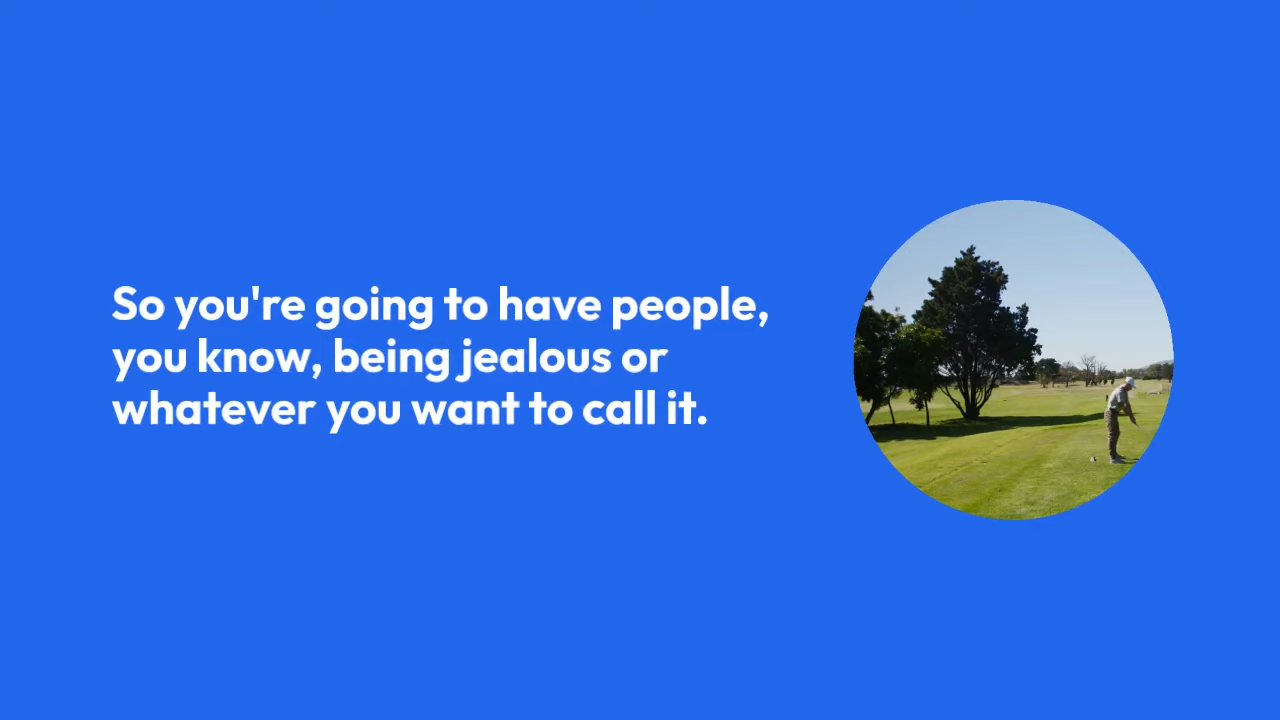 So you're going to have people,
you know, being jealous or
whatever you want to call it.